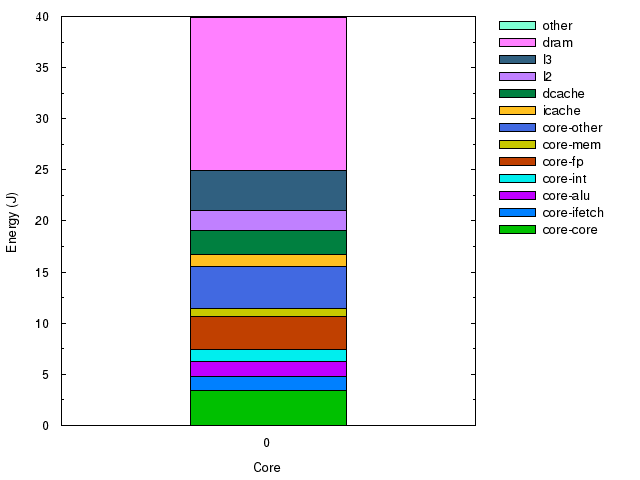 40
35
30
25
20
15
10
5
0
Energy (J)
0
Core
other
dram
l3
l2
dcache
icache
core-other
core-mem
core-fp
core-int
core-alu
core-ifetch
core-core